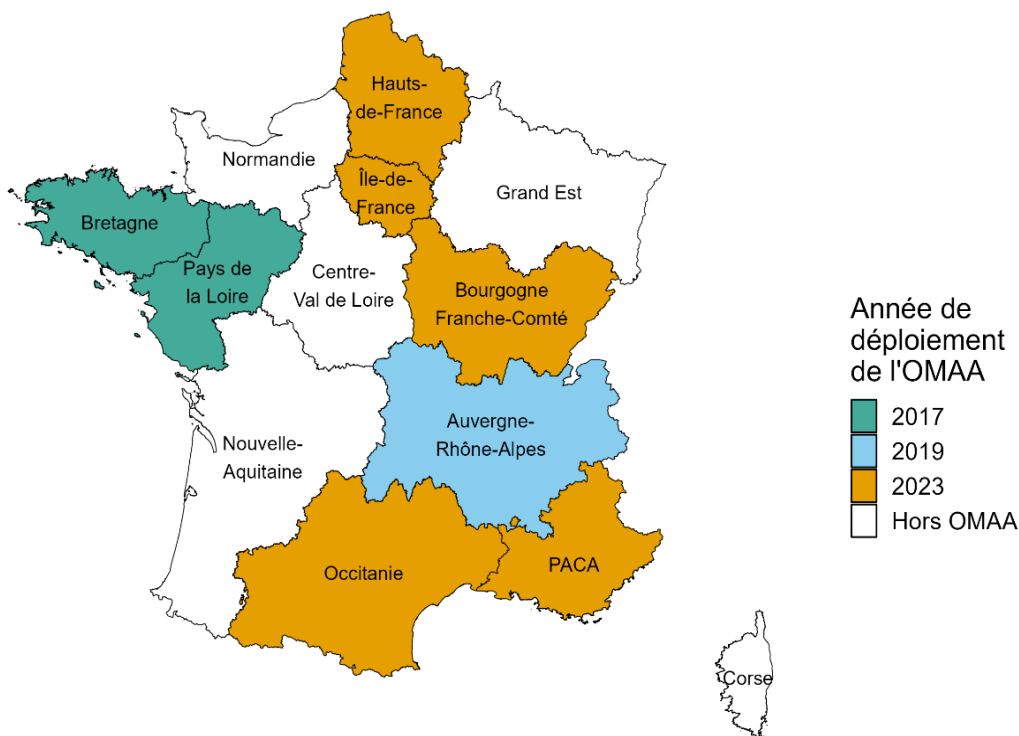 Hauts-
de-France
Normandie
Île-de-
France
Grand Est
Bretagne
Pays de
la Loire
Centre-
Val de Loire
Bourgogne
Franche-Comté
Auvergne-
Rhône-Alpes
Nouvelle-
Aquitaine
Occitanie
PACA
Corse
Année de
déploiement
de l'OMAA
2017
2019
2023
Hors OMAA